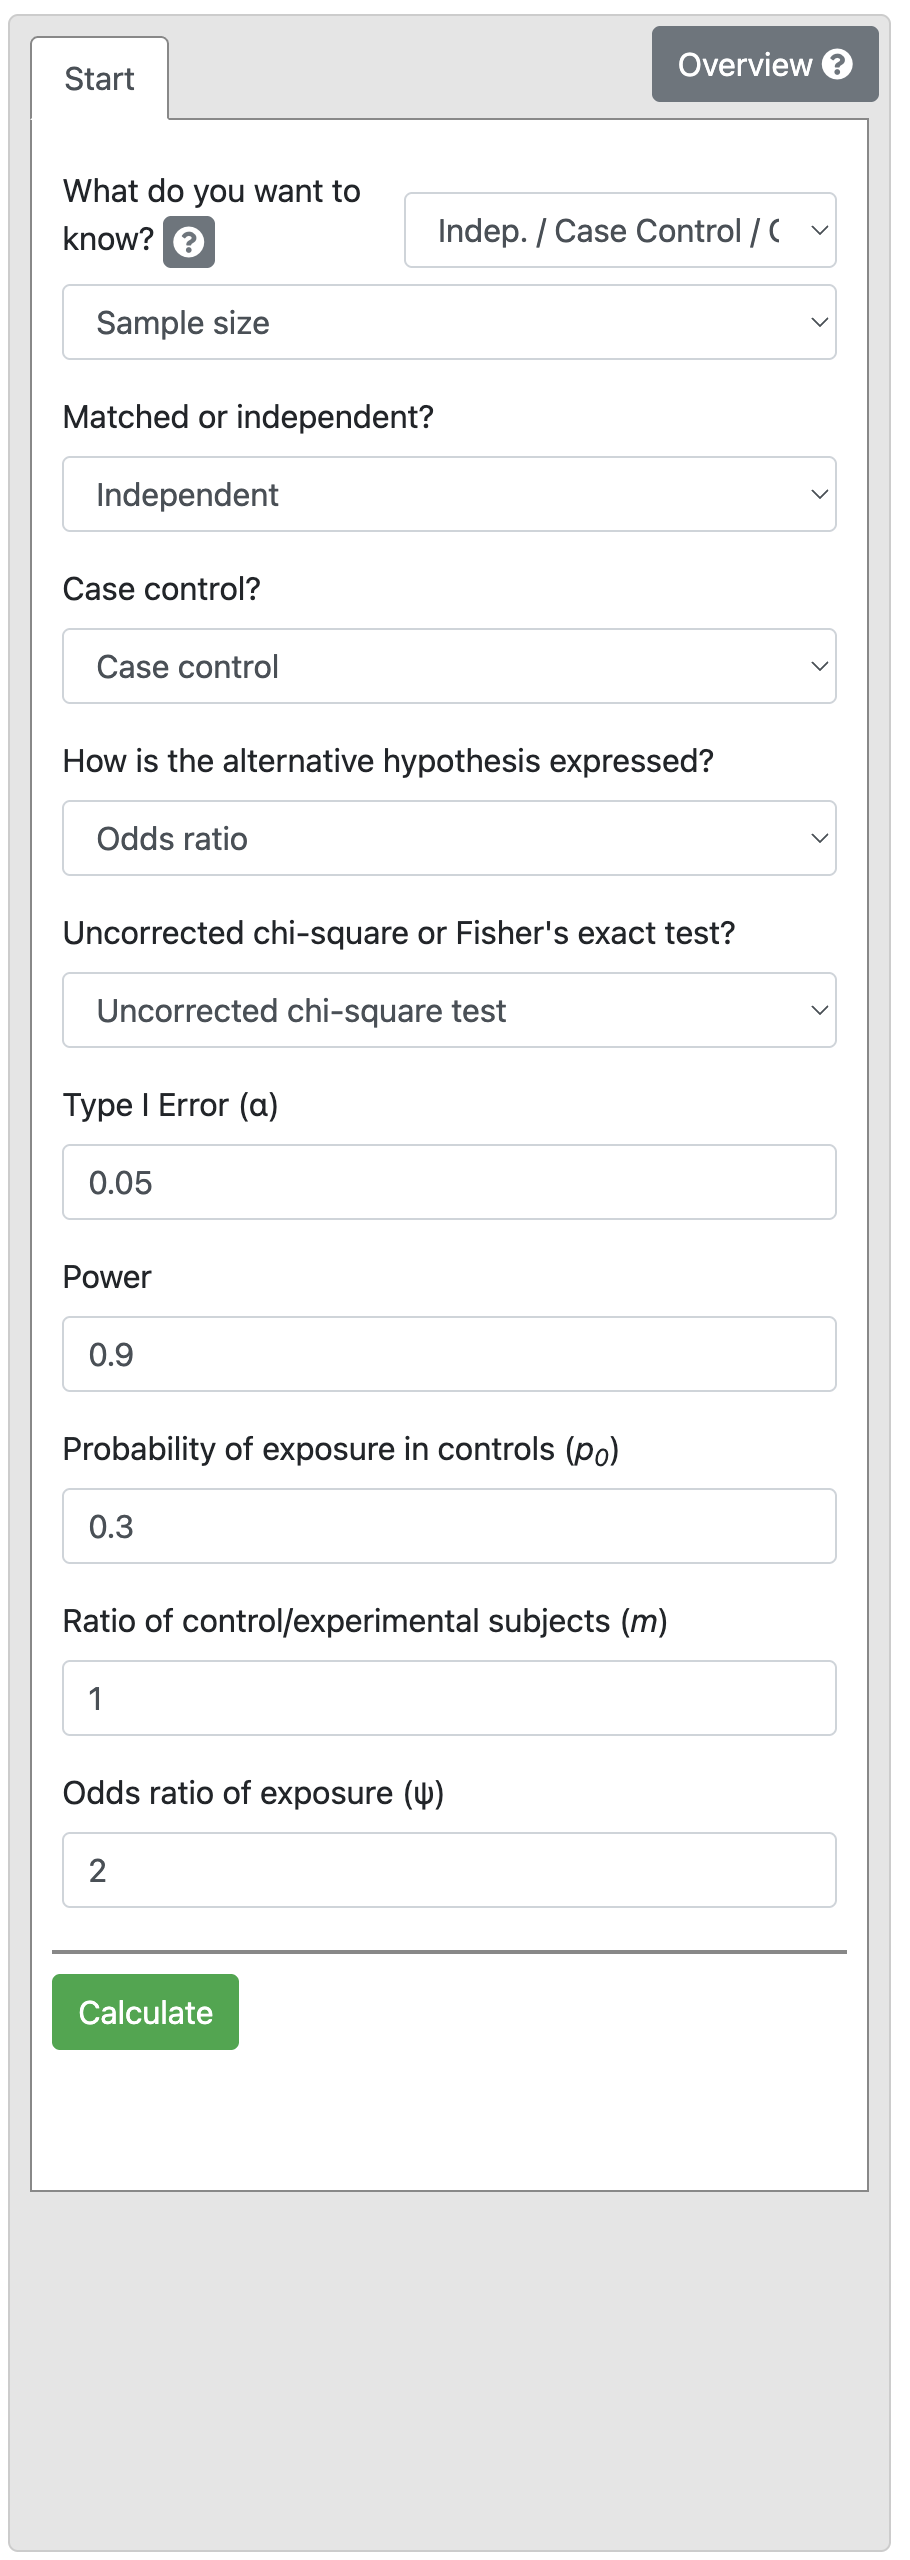 Start
Overview ?
What do you want to
know? ?
Indep. / Case Control / 
Sample size
Matched or independent?
Independent
Case control?
Case control
How is the alternative hypothesis expressed?
Odds ratio
Uncorrected chi-square or Fisher's exact test?
Uncorrected chi-square test
Type I Error (α)
0.05
Power
0.9
Probability of exposure in controls (p₀)
0.3
Ratio of control/experimental subjects (m)
1
Odds ratio of exposure (ψ)
2
Calculate